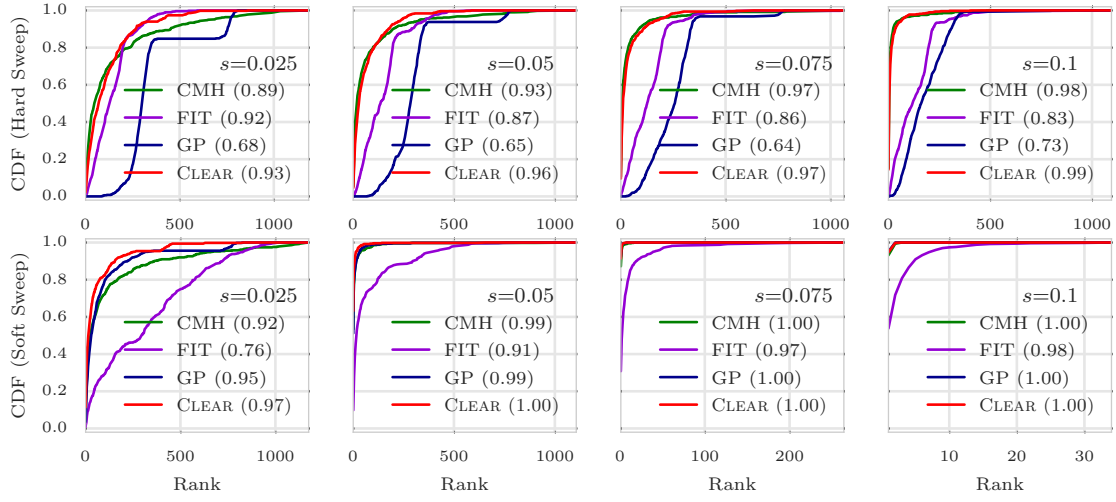 CDF (Hard Sweep)
1.0
0.8
0.6
0.4
0.2
0.0
s=0.025
CMH (0.89)
FIT (0.92)
GP (0.68)
CLEAR (0.93)
0
500
1000
s=0.05
CMH (0.93)
FIT (0.87)
GP (0.65)
CLEAR (0.96)
0
500
1000
s=0.075
CMH (0.97)
FIT (0.86)
GP (0.64)
CLEAR (0.97)
0
500
1000
s=0.1
CMH (0.98)
FIT (0.83)
GP (0.73)
CLEAR (0.99)
0
500
1000
CDF (Soft Sweep)
1.0
0.8
0.6
0.4
0.2
0.0
s=0.025
CMH (0.92)
FIT (0.76)
GP (0.95)
CLEAR (0.97)
0
500
1000
Rank
s=0.05
CMH (0.99)
FIT (0.91)
GP (0.99)
CLEAR (1.00)
0
500
1000
Rank
s=0.075
CMH (1.00)
FIT (0.97)
GP (1.00)
CLEAR (1.00)
0
100
200
Rank
s=0.1
CMH (1.00)
FIT (0.98)
GP (1.00)
CLEAR (1.00)
10
20
30
Rank